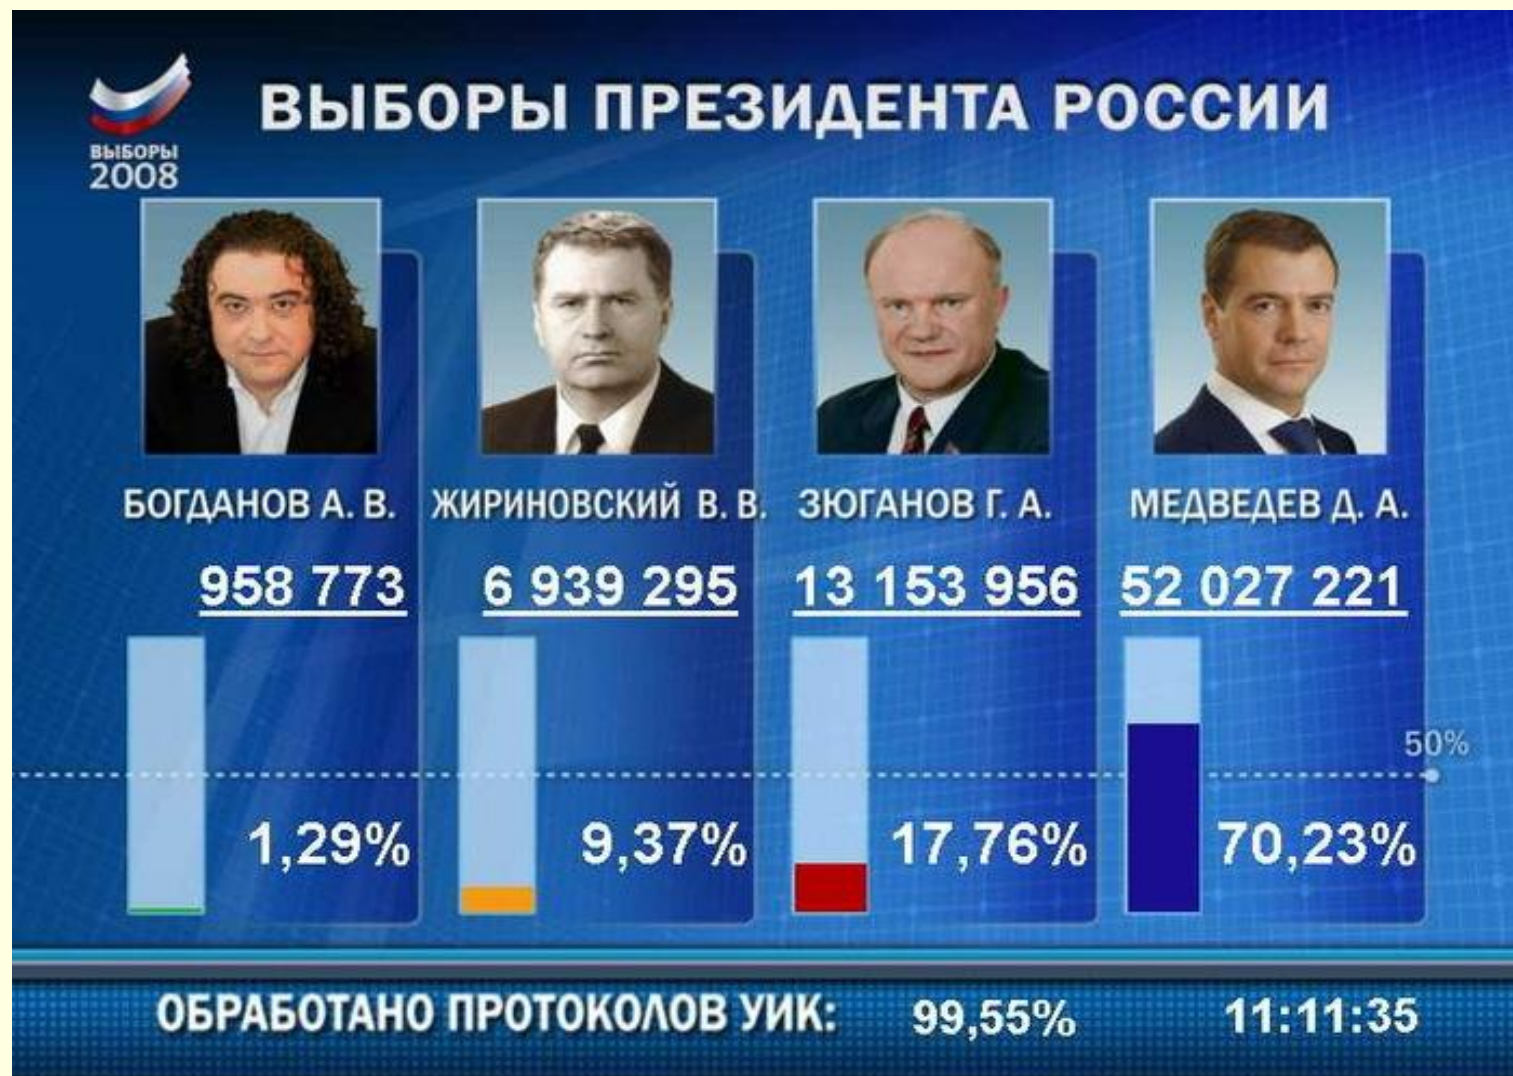 ВЫБОРЫ ПРЕЗИДЕНТА РОССИИ
ВЫБОРЫ
2008
БОГДАНОВ А. В. ЖИРИНОВСКИЙ В. В. ЗЮГАНОВ Г. А. МЕДВЕДЕВ Д. А.
958 773 6 939 295 13 153 956 52 027 221
50%
1,29% 9,37% 17,76% 70,23%
ОБРАБОТАНО ПРОТОКОЛОВ УИК: 99,55% 11:11:35